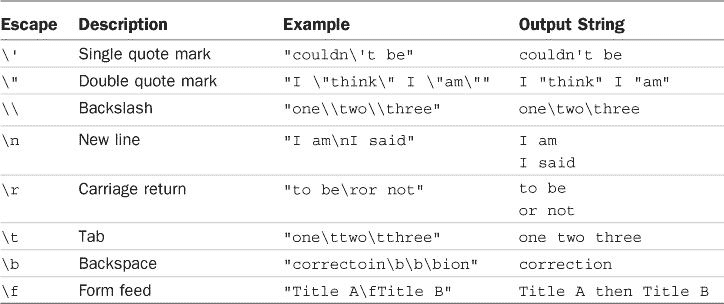 Escape Description Example Output String
\' Single quote mark "couldn\'t be" couldn't be
\" Double quote mark "I \"think\" I \"am\"" I "think" I "am"
\\ Backslash "one\\two\\three" one\two\three
\n New line "I am\nI said" I am
I said
\r Carriage return "to be\ror not" to be
or not
\t Tab "one\ttwo\tthree" one two three
\b Backspace "correctoin\b\b\bion" correction
\f Form feed "Title A\fTitle B" Title A then Title B